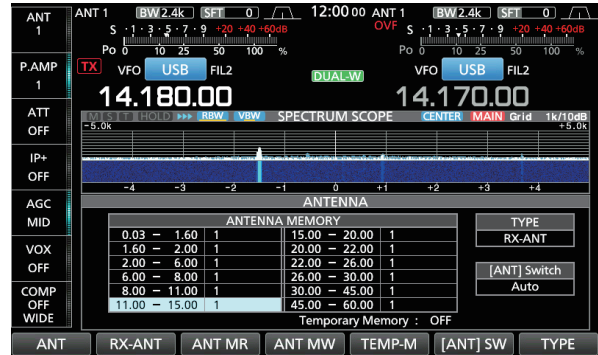 ANT
1
P.AMP
1
ATT
OFF
IP+
OFF
AGC
MID
VOX
OFF
COMP
OFF
WIDE
ANT 1 BW 2.4k SFT 0 12:00 00 ANT 1 BW 2.4k SFT 0
OVF
S 1 3 5 7 9 +20 +40 +60dB S 1 3 5 7 9 +20 +40 +60dB
Po 0 10 25 50 100 % Po 0 10 25 50 100 %
TX VFO USB FIL2 DUAL-W VFO USB FIL2
14.180.00 14.170.00
M S T HOLD RBW VBW SPECTRUM SCOPE CENTER MAIN Grid 1k/10dB
-5.0k +5.0k
-4 -3 -2 -1 0 +1 +2 +3 +4
ANTENNA
ANTENNA MEMORY
0.03 – 1.60 1 15.00 – 20.00 1
1.60 – 2.00 1 20.00 – 22.00 1
2.00 – 6.00 1 22.00 – 26.00 1
6.00 – 8.00 1 26.00 – 30.00 1
8.00 – 11.00 1 30.00 – 45.00 1
11.00 – 15.00 1 45.00 – 60.00 1
Temporary Memory : OFF
TYPE
RX-ANT
[ANT] Switch
Auto
ANT RX-ANT ANT MR ANT MW TEMP-M [ANT] SW TYPE